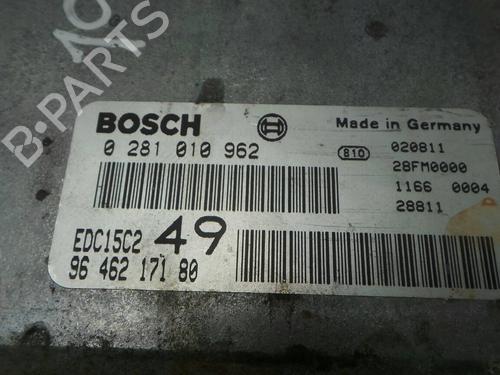 B-PARTS
BOSCH
Made in Germany
0 281 010 962
B10
020811
28FM0000
1166 0004
28811
EDC15C2 49
96 462 171 80